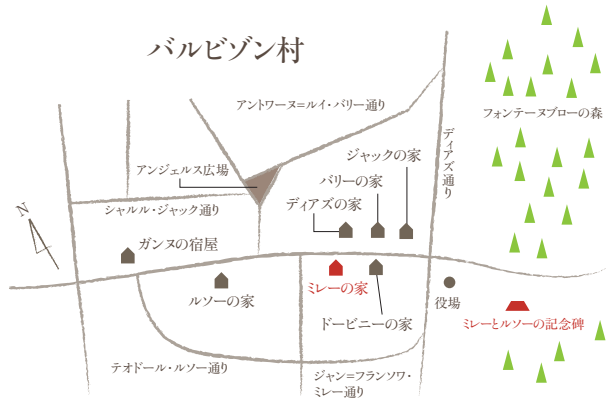 バルビゾン村
アントワーヌ=ルイ・バリー通り
フォンテーヌブローの森
ディアズ通り
ジャックの家
アンジェルス広場
バリーの家
ディアズの家
シャルル・ジャック通り
N
ガンヌの宿屋
ミレーの家
ルソーの家
役場
ドービニーの家
ミレーとルソーの記念碑
テオドール・ルソー通り
ジャン=フランソワ・
ミレー通り